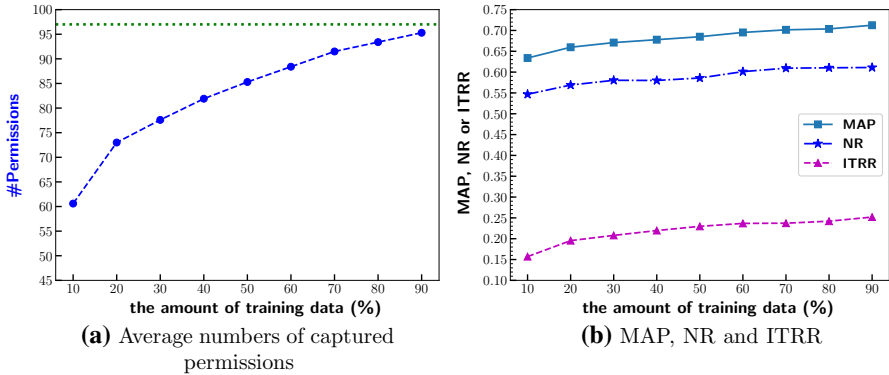 #Permissions
100
95
90
85
80
75
70
65
60
55
50
45
10 20 30 40 50 60 70 80 90
the amount of training data (%)
(a) Average numbers of captured
permissions
MAP, NR or ITRR
0.75
0.70
0.65
0.60
0.55
0.50
0.45
0.40
0.35
0.30
0.25
0.20
0.15
0.10
MAP
NR
ITRR
10 20 30 40 50 60 70 80 90
the amount of training data (%)
(b) MAP, NR and ITRR